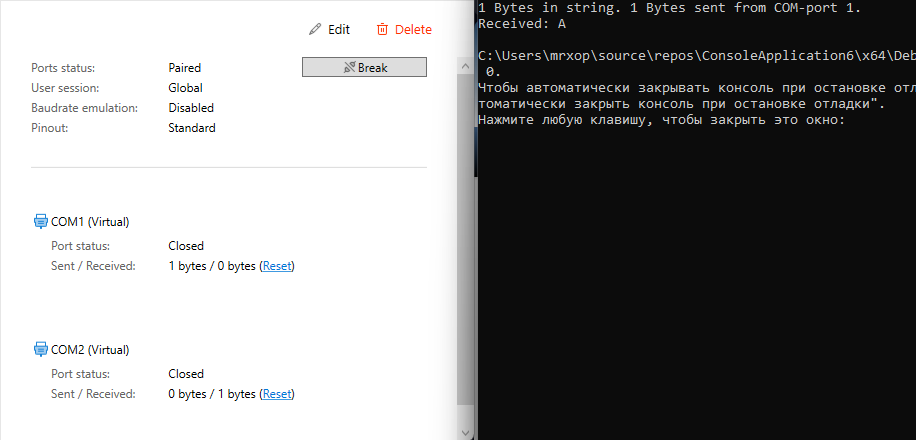 Edit
Delete
Ports status: Paired
Break
User session: Global
Baudrate emulation: Disabled
Pinout: Standard
COM1 (Virtual)
Port status: Closed
Sent / Received: 1 bytes / 0 bytes (Reset)
COM2 (Virtual)
Port status: Closed
Sent / Received: 0 bytes / 1 bytes (Reset)
1 Bytes in string. 1 Bytes sent from COM-port 1.
Received: A
C:\Users\mrxop\source\repos\ConsoleApplication6\x64\Deb
0.
Чтобы автоматически закрывать консоль при остановке отл
томатически закрыть консоль при остановке отладки".
Нажмите любую клавишу, чтобы закрыть это окно: